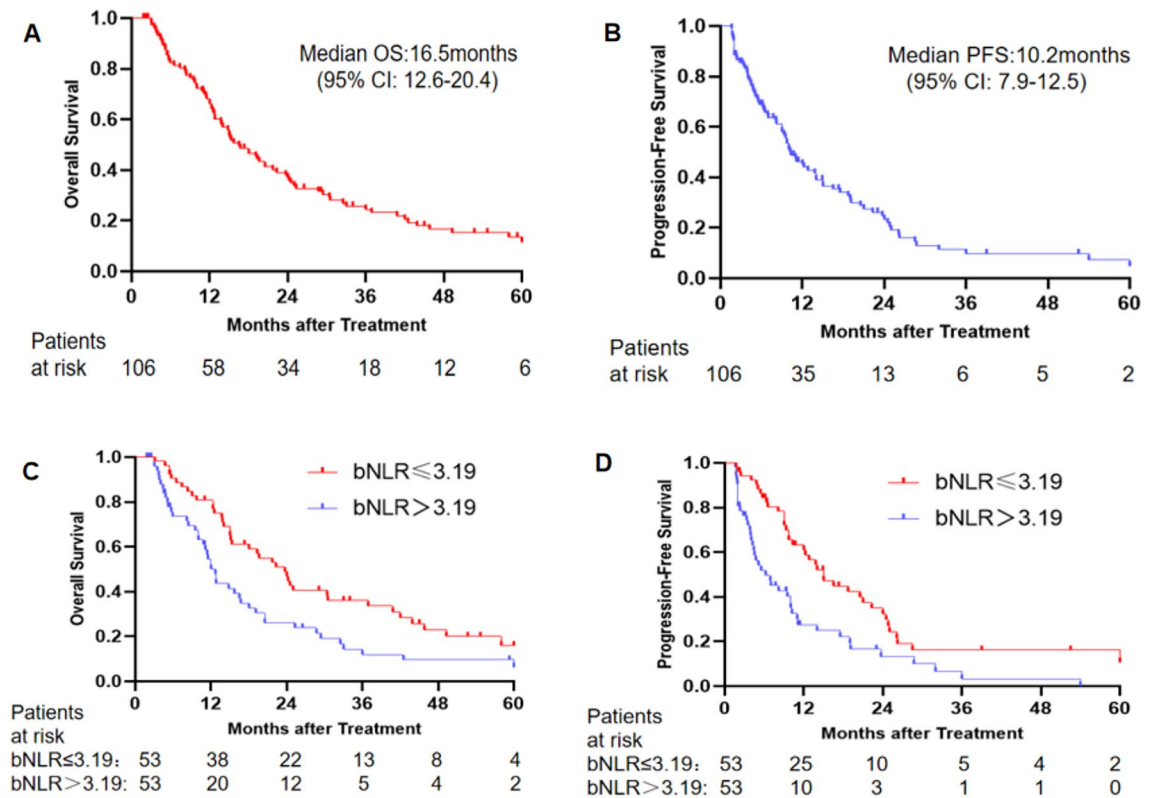 A
1.0
0.8
0.6
0.4
0.2
0.0
Overall Survival
Median OS:16.5months
(95% CI: 12.6-20.4)
0 12 24 36 48 60
Months after Treatment
Patients
at risk 106 58 34 18 12 6
B
1.0
0.8
0.6
0.4
0.2
0.0
Progression-Free Survival
Median PFS:10.2months
(95% CI: 7.9-12.5)
0 12 24 36 48 60
Months after Treatment
Patients
at risk 106 35 13 6 5 2
C
1.0
0.8
0.6
0.4
0.2
0.0
Overall Survival
bNLR⩽3.19
bNLR＞3.19
0 12 24 36 48 60
Months after Treatment
Patients
at risk
bNLR≤3.19: 53 38 22 13 8 4
bNLR＞3.19: 53 20 12 5 4 2
D
1.0
0.8
0.6
0.4
0.2
0.0
Progression-Free Survival
bNLR⩽3.19
bNLR＞3.19
0 12 24 36 48 60
Months after Treatment
Patients
at risk
bNLR≤3.19: 53 25 10 5 4 2
bNLR＞3.19: 53 10 3 1 1 0